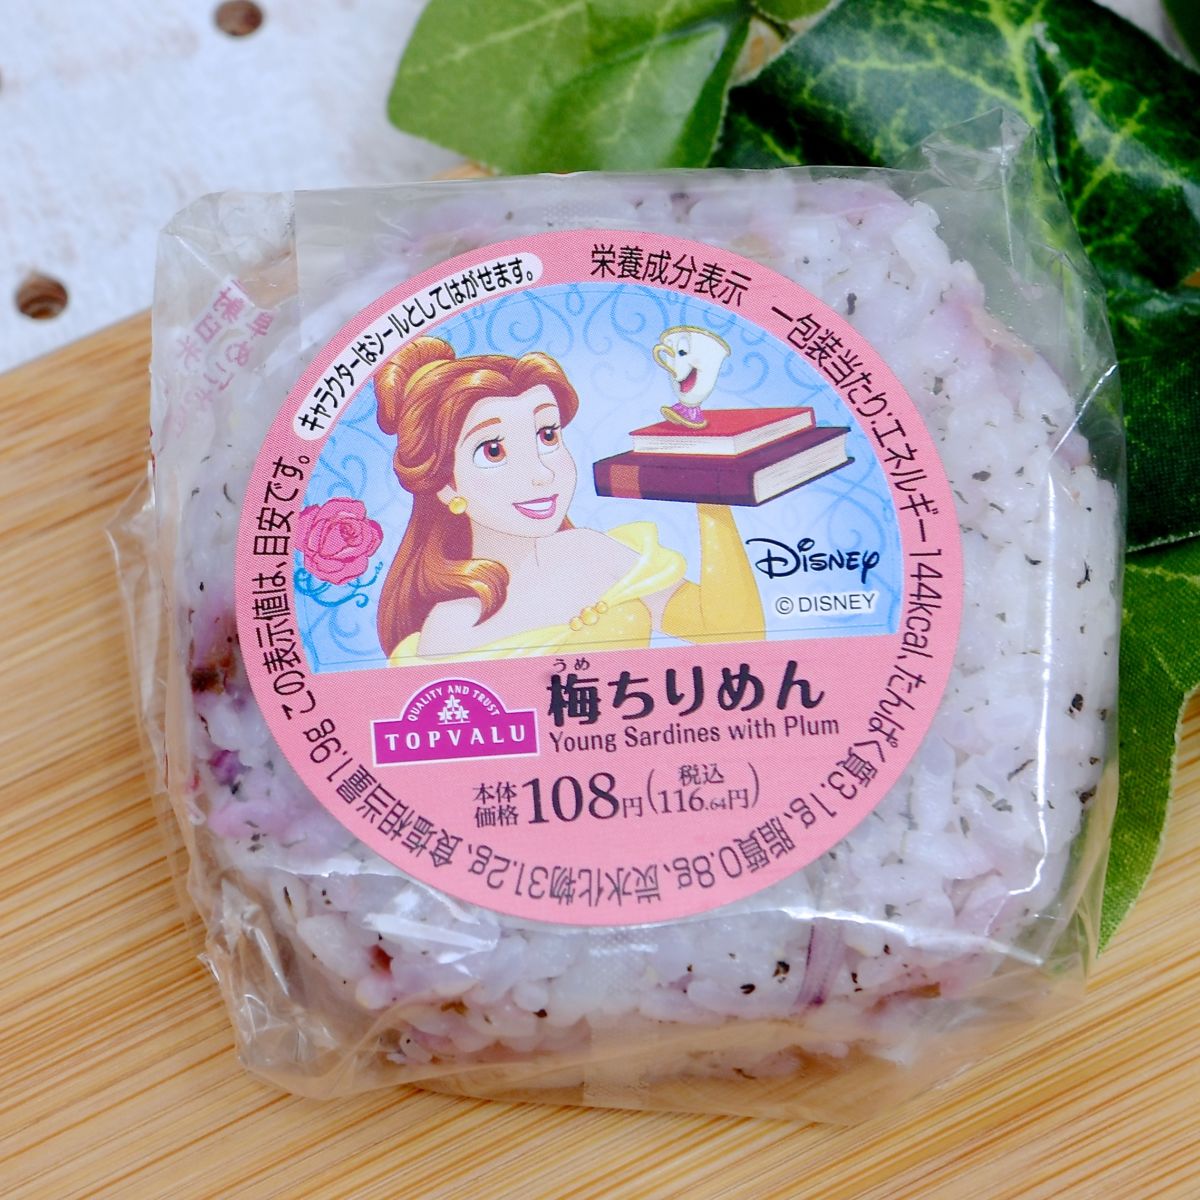 キャラクターはシールとしてはがせます。
栄養成分表示 一包装当たり:エネルギー144kcal、たんぱく質3.1g、脂質0.8g、炭水化物31.2g、食塩相当量1.9g この表示値は、目安です。
Disney
© DISNEY
うめ
梅ちりめん
Young Sardines with Plum
QUALITY AND TRUST
TOPVALU
本体価格108円(税込116.64円)